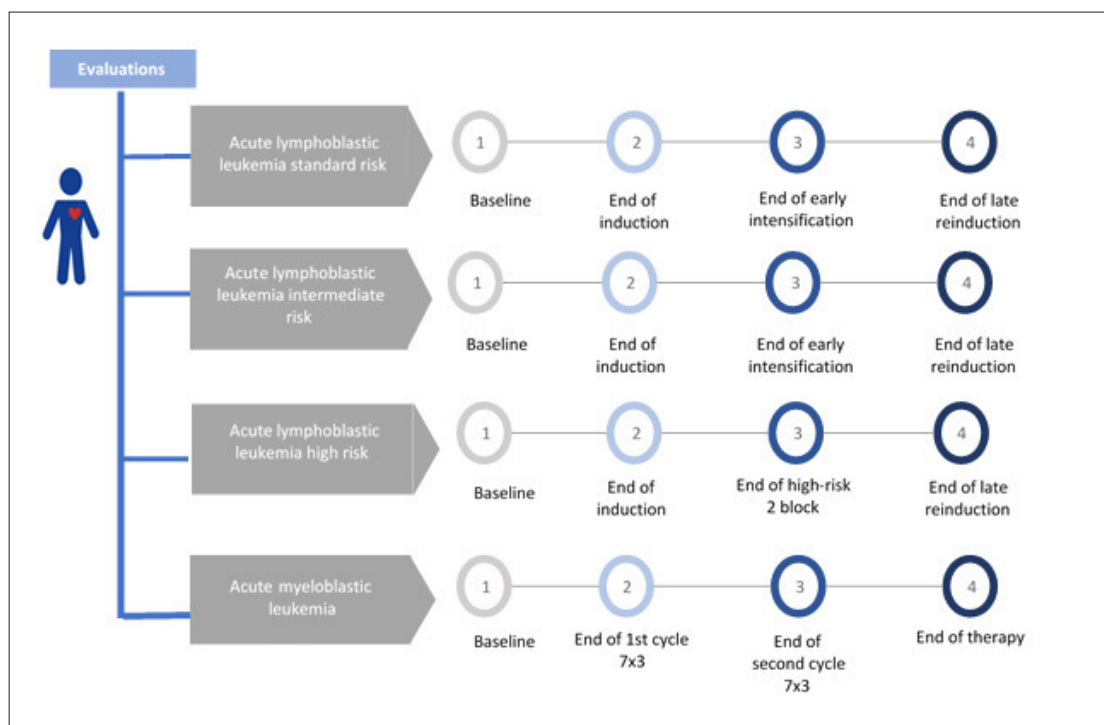 Evaluations
Acute lymphoblastic
leukemia standard risk
1
2
3
4
Baseline
End of
induction
End of early
intensification
End of late
reinduction
Acute lymphoblastic
leukemia intermediate
risk
1
2
3
4
Baseline
End of
induction
End of early
intensification
End of late
reinduction
Acute lymphoblastic
leukemia high risk
1
2
3
4
Baseline
End of
induction
End of high-risk
2 block
End of late
reinduction
Acute myeloblastic
leukemia
1
2
3
4
Baseline
End of 1st cycle
7x3
End of
second cycle
7x3
End of therapy